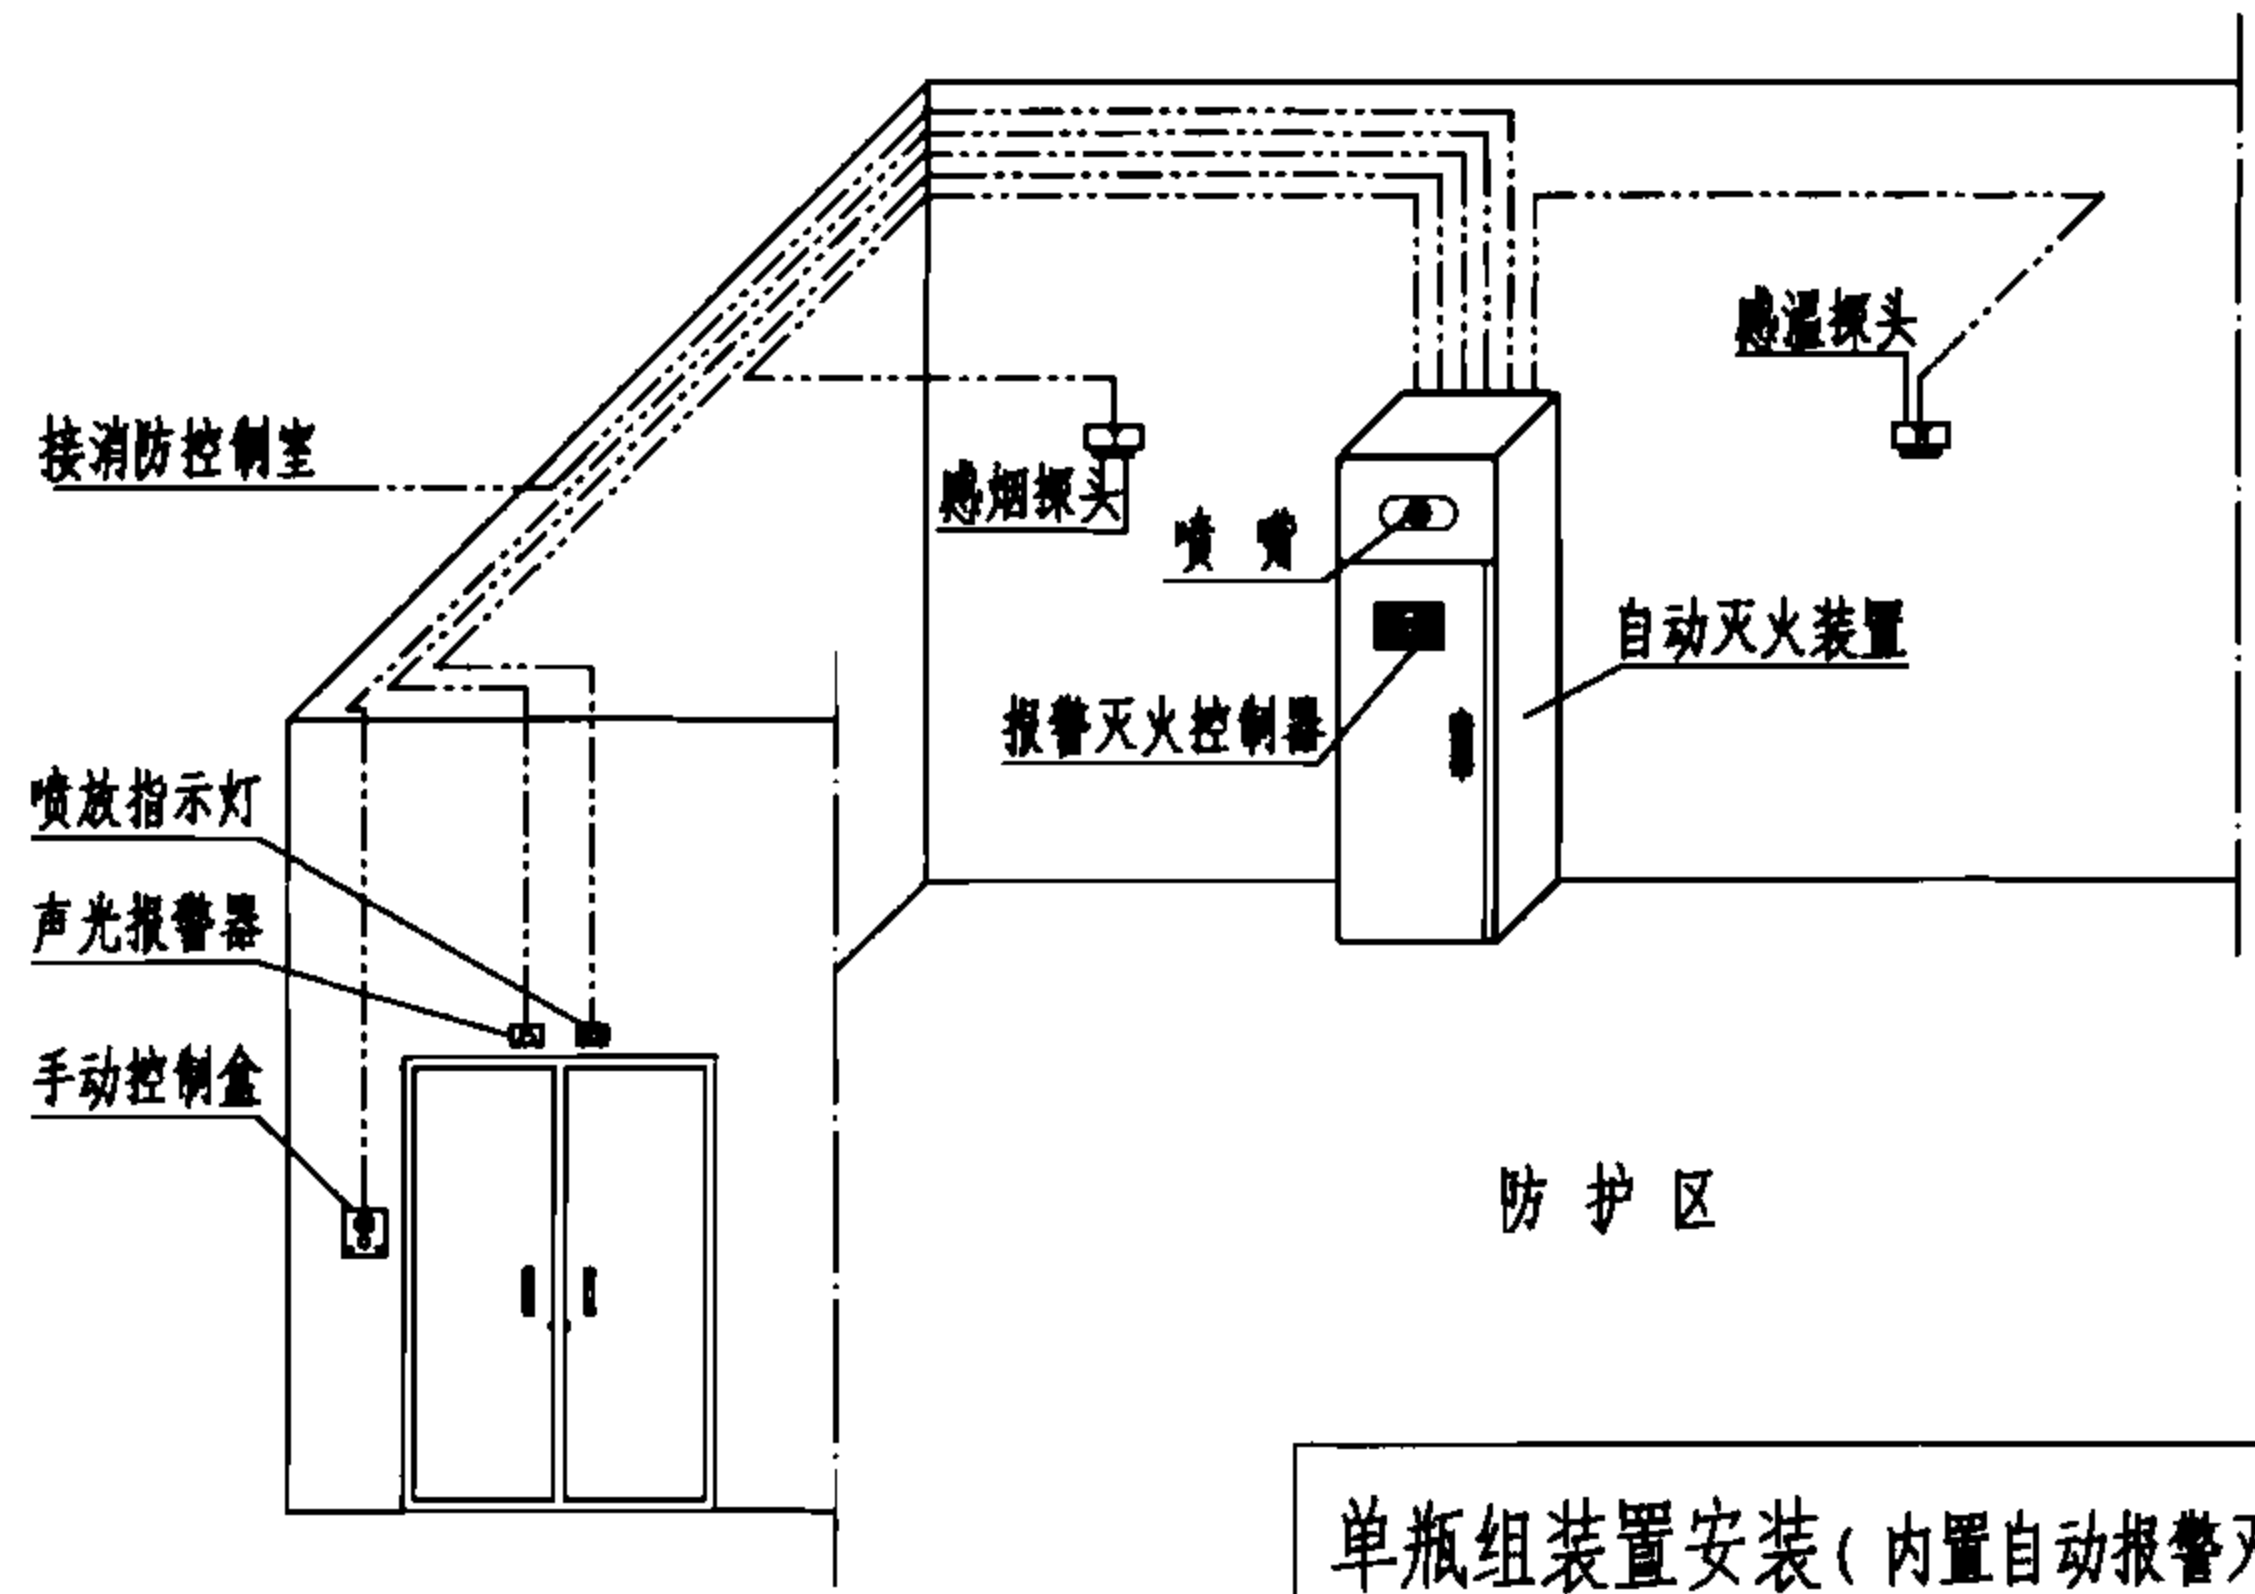 感温探头
接消防控制室
感烟探头
喷 嘴
自动灭火装置
报警灭火控制器
喷放指示灯
声光报警器
手动控制盒
防 护 区
单瓶组装置安装(内置自动报警灭